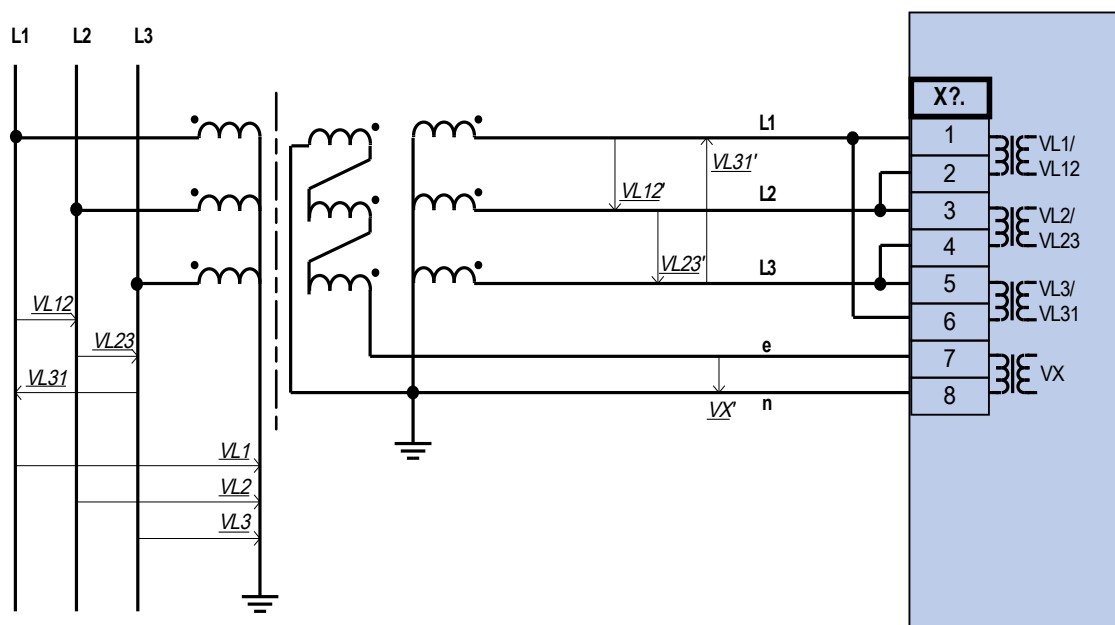 L1 L2 L3
X?.
L1
1
VL1/
VL12
VL31'
2
VL12'
L2
3
VL2/
VL23
4
VL23'
L3
5
VL3/
VL31
6
VL12
VL23
VL31
e
7
VX
8
VX'
n
VL1
VL2
VL3